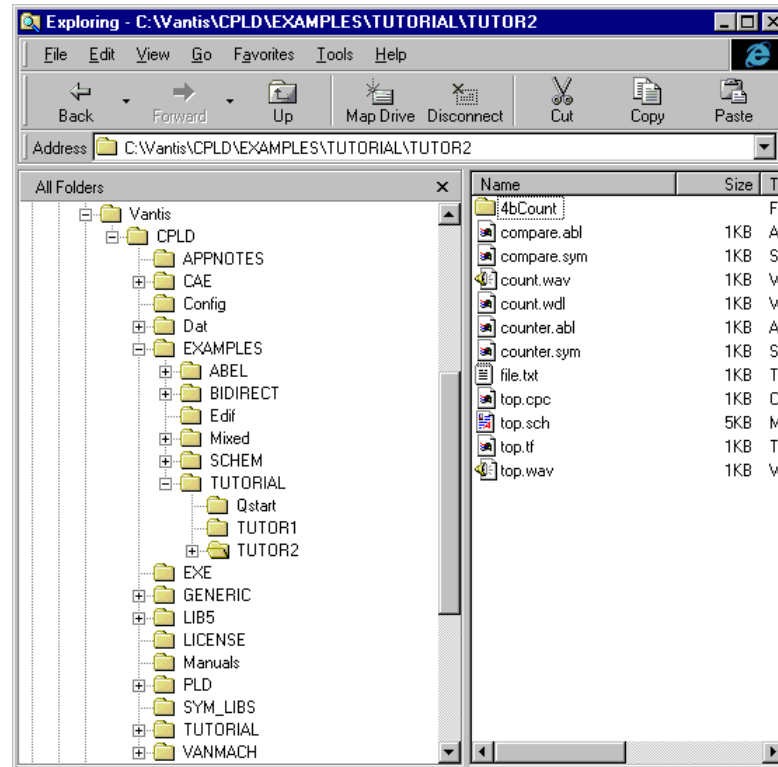 Exploring - C:\Vantis\CPLD\EXAMPLES\TUTORIAL\TUTOR2
File Edit View Go Favorites Tools Help
Back Forward Up Map Drive Disconnect Cut Copy Paste
Address C:\Vantis\CPLD\EXAMPLES\TUTORIAL\TUTOR2
All Folders
Vantis
CPLD
APPNOTES
CAE
Config
Dat
EXAMPLES
ABEL
BIDIRECT
Edif
Mixed
SCHEM
TUTORIAL
Qstart
TUTOR1
TUTOR2
EXE
GENERIC
LIB5
LICENSE
Manuals
PLD
SYM_LIBS
TUTORIAL
VANMACH
Name Size T
4bCount F
compare.abl 1KB A
compare.sym 1KB S
count.wav 1KB
count.wdl 1KB
counter.abl 1KB A
counter.sym 1KB S
file.txt 1KB T
top.cpc 1KB
top.sch 5KB
top.tf 1KB T
top.wav 1KB